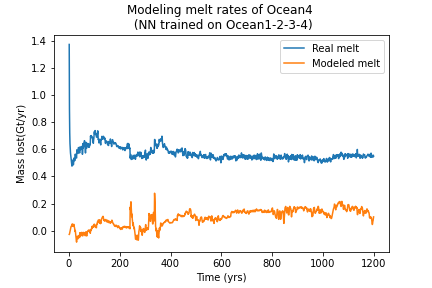 Modeling melt rates of Ocean4
(NN trained on Ocean1-2-3-4)
Real melt
Modeled melt
Mass lost(Gt/yr)
1.4
1.2
1.0
0.8
0.6
0.4
0.2
0.0
0 200 400 600 800 1000 1200
Time (yrs)